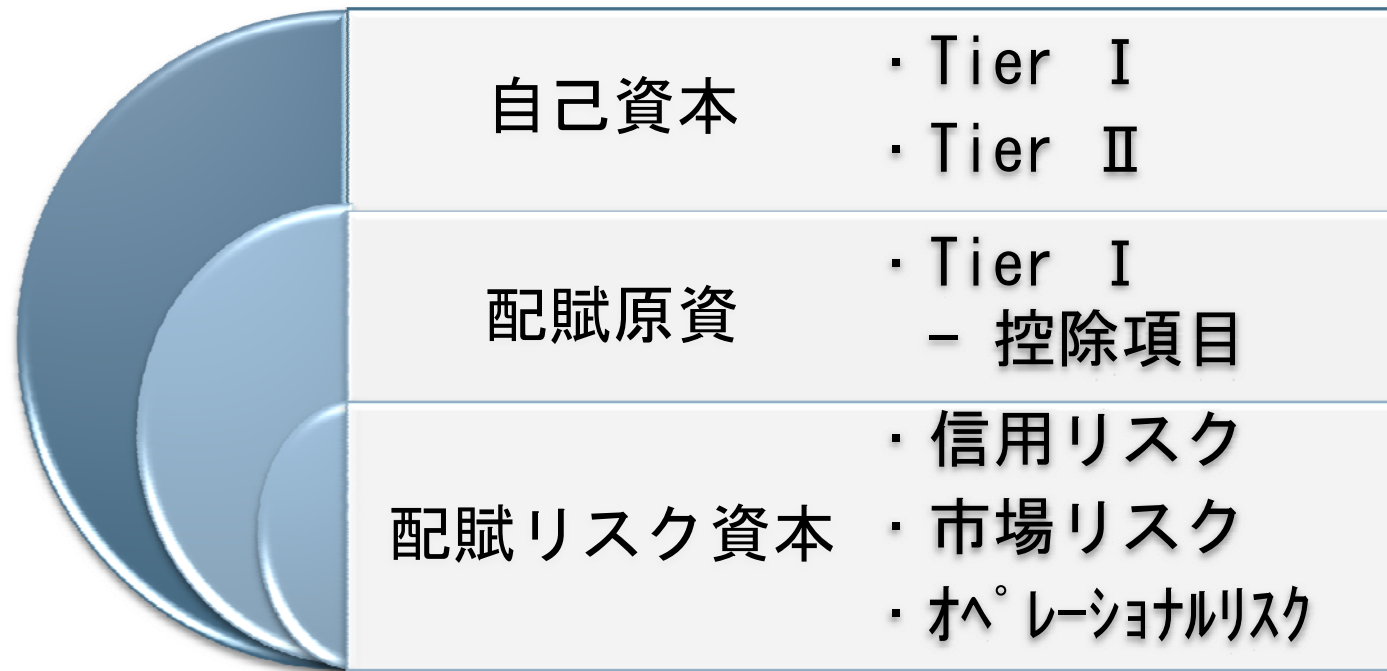 自己資本
・Tier Ⅰ
・Tier Ⅱ
配賦原資
・Tier Ⅰ
－ 控除項目
配賦リスク資本
・信用リスク
・市場リスク
・ｵﾍﾟﾚｰｼｮﾅﾙﾘｽｸ